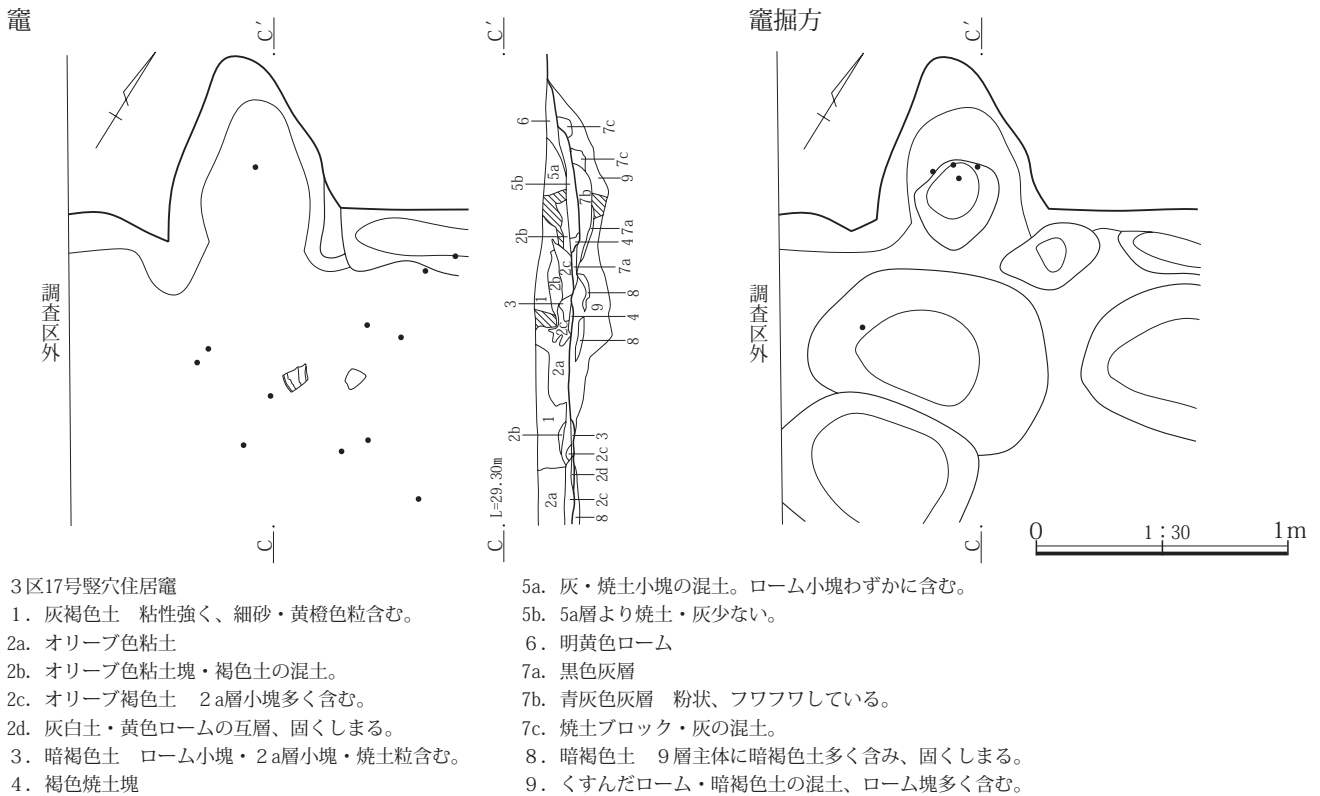 竈
竈掘方
C
C´
C
C´
C
C´
調査区外
調査区外
L=29.30m
6
5b
5a
2b
3
1
2b
2c
2c
2a
1
2b
2a
7c
7c
9
7b
7a
4
7a
8
9
4
8
3
2c
2d
2c
8
0
1：30
1m
３区17号竪穴住居竈
１．灰褐色土　粘性強く、細砂・黄橙色粒含む。
2a．オリーブ色粘土
2b．オリーブ色粘土塊・褐色土の混土。
2c．オリーブ褐色土　２a層小塊多く含む。
2d．灰白土・黄色ロームの互層、固くしまる。
３．暗褐色土　ローム小塊・２a層小塊・焼土粒含む。
４．褐色焼土塊
5a．灰・焼土小塊の混土。ローム小塊わずかに含む。
5b．5a層より焼土・灰少ない。
６．明黄色ローム
7a．黒色灰層
7b．青灰色灰層　粉状、フワフワしている。
7c．焼土ブロック・灰の混土。
８．暗褐色土　９層主体に暗褐色土多く含み、固くしまる。
９．くすんだローム・暗褐色土の混土、ローム塊多く含む。